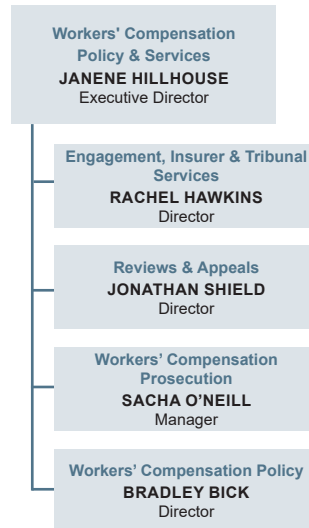 Workers' Compensation
Policy & Services
JANENE HILLHOUSE
Executive Director
Engagement, Insurer & Tribunal
Services
RACHEL HAWKINS
Director
Reviews & Appeals
JONATHAN SHIELD
Director
Workers’ Compensation
Prosecution
SACHA O’NEILL
Manager
Workers’ Compensation Policy
BRADLEY BICK
Director